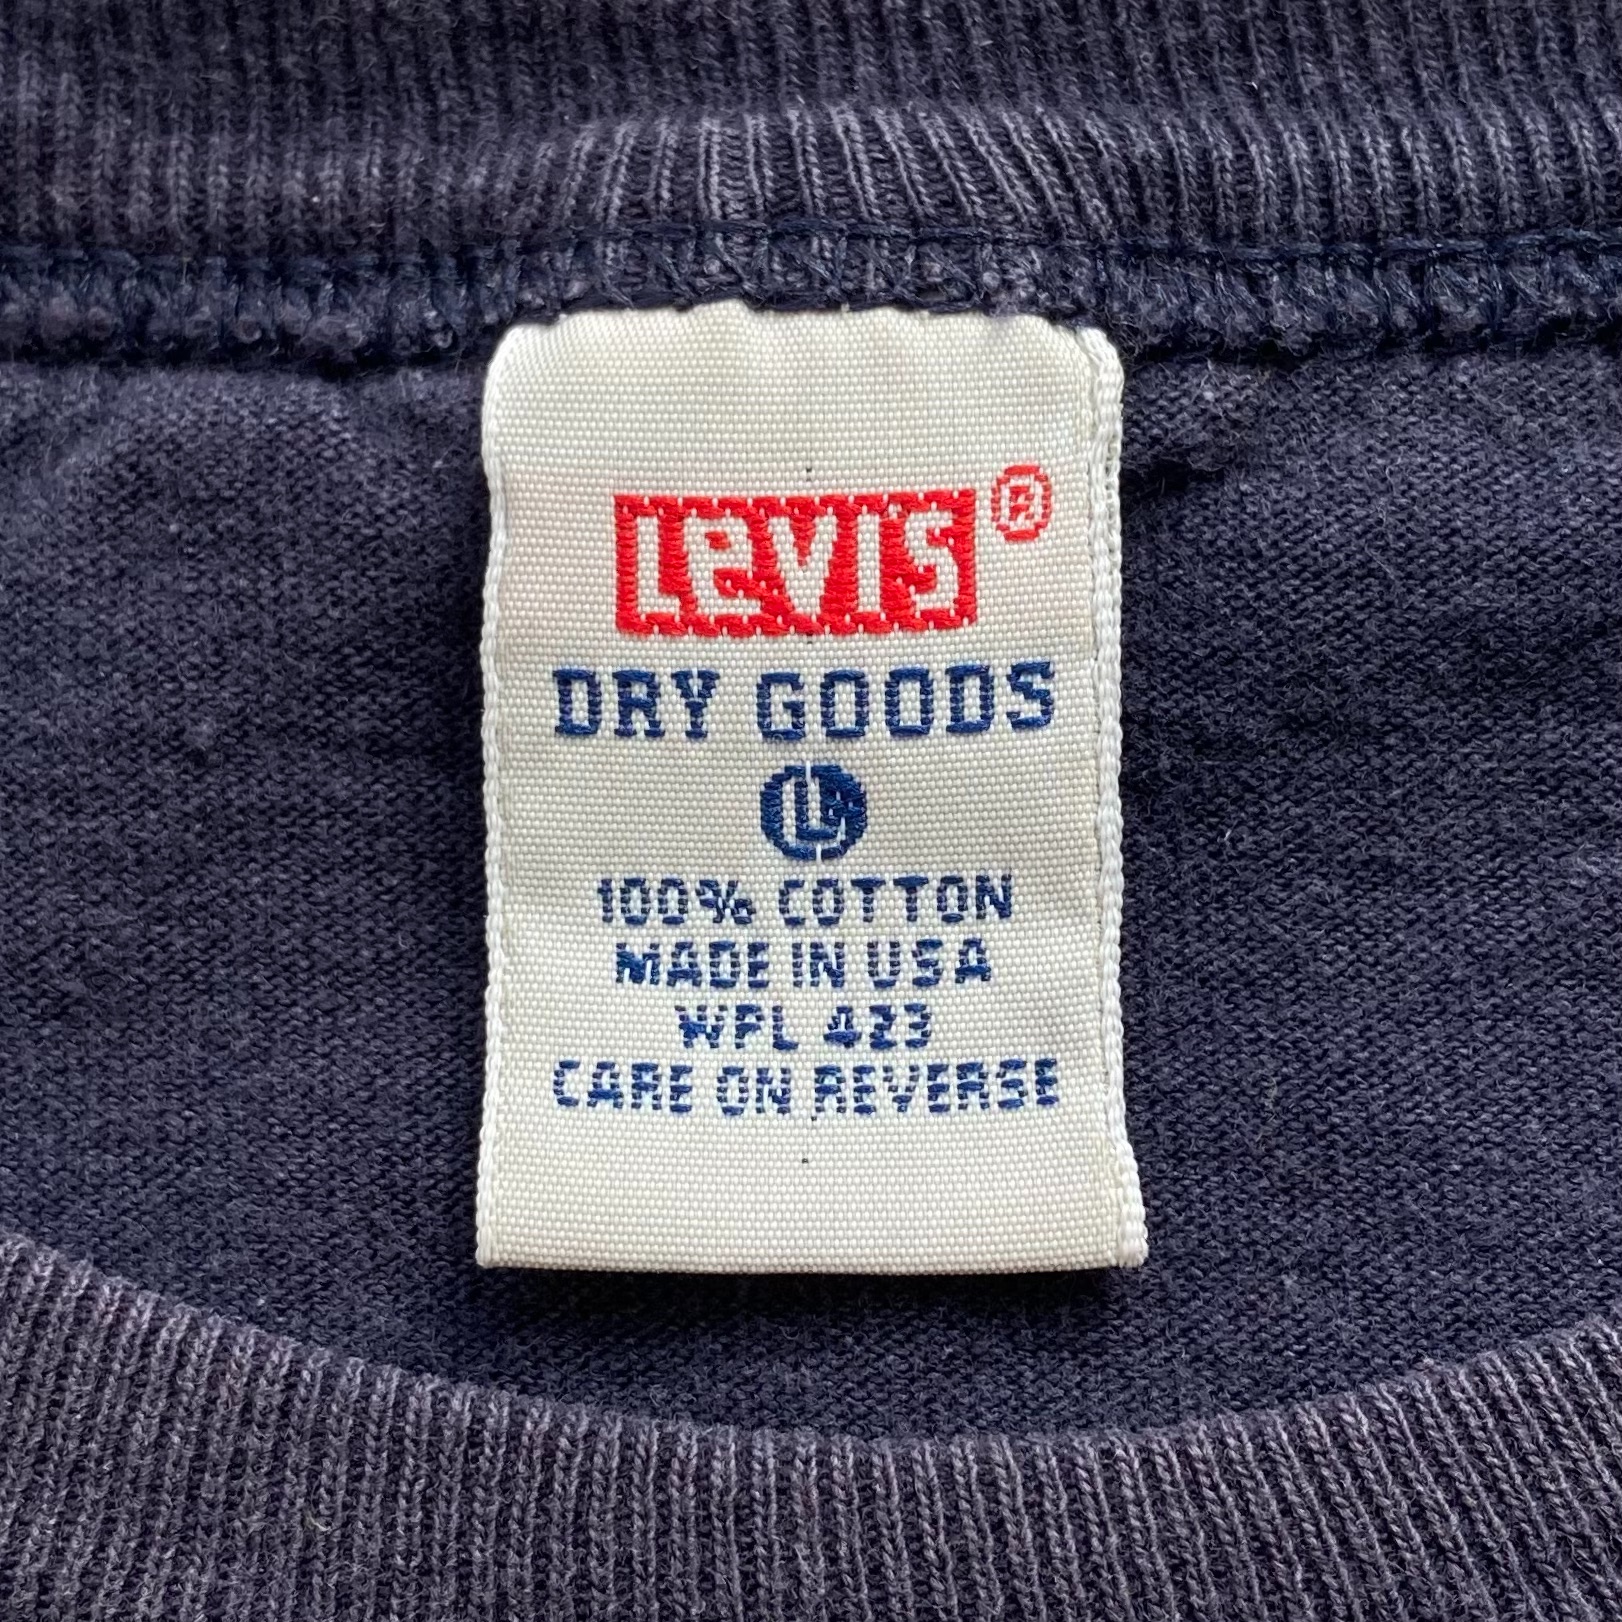 LeVI'S ®
DRY GOODS
L
100% COTTON
MADE IN USA
WPL 423
CARE ON REVERSE